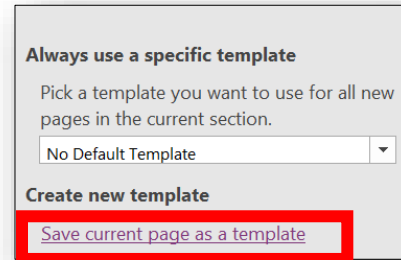 Always use a specific template
Pick a template you want to use for all new
pages in the current section.
No Default Template
Create new template
Save current page as a template